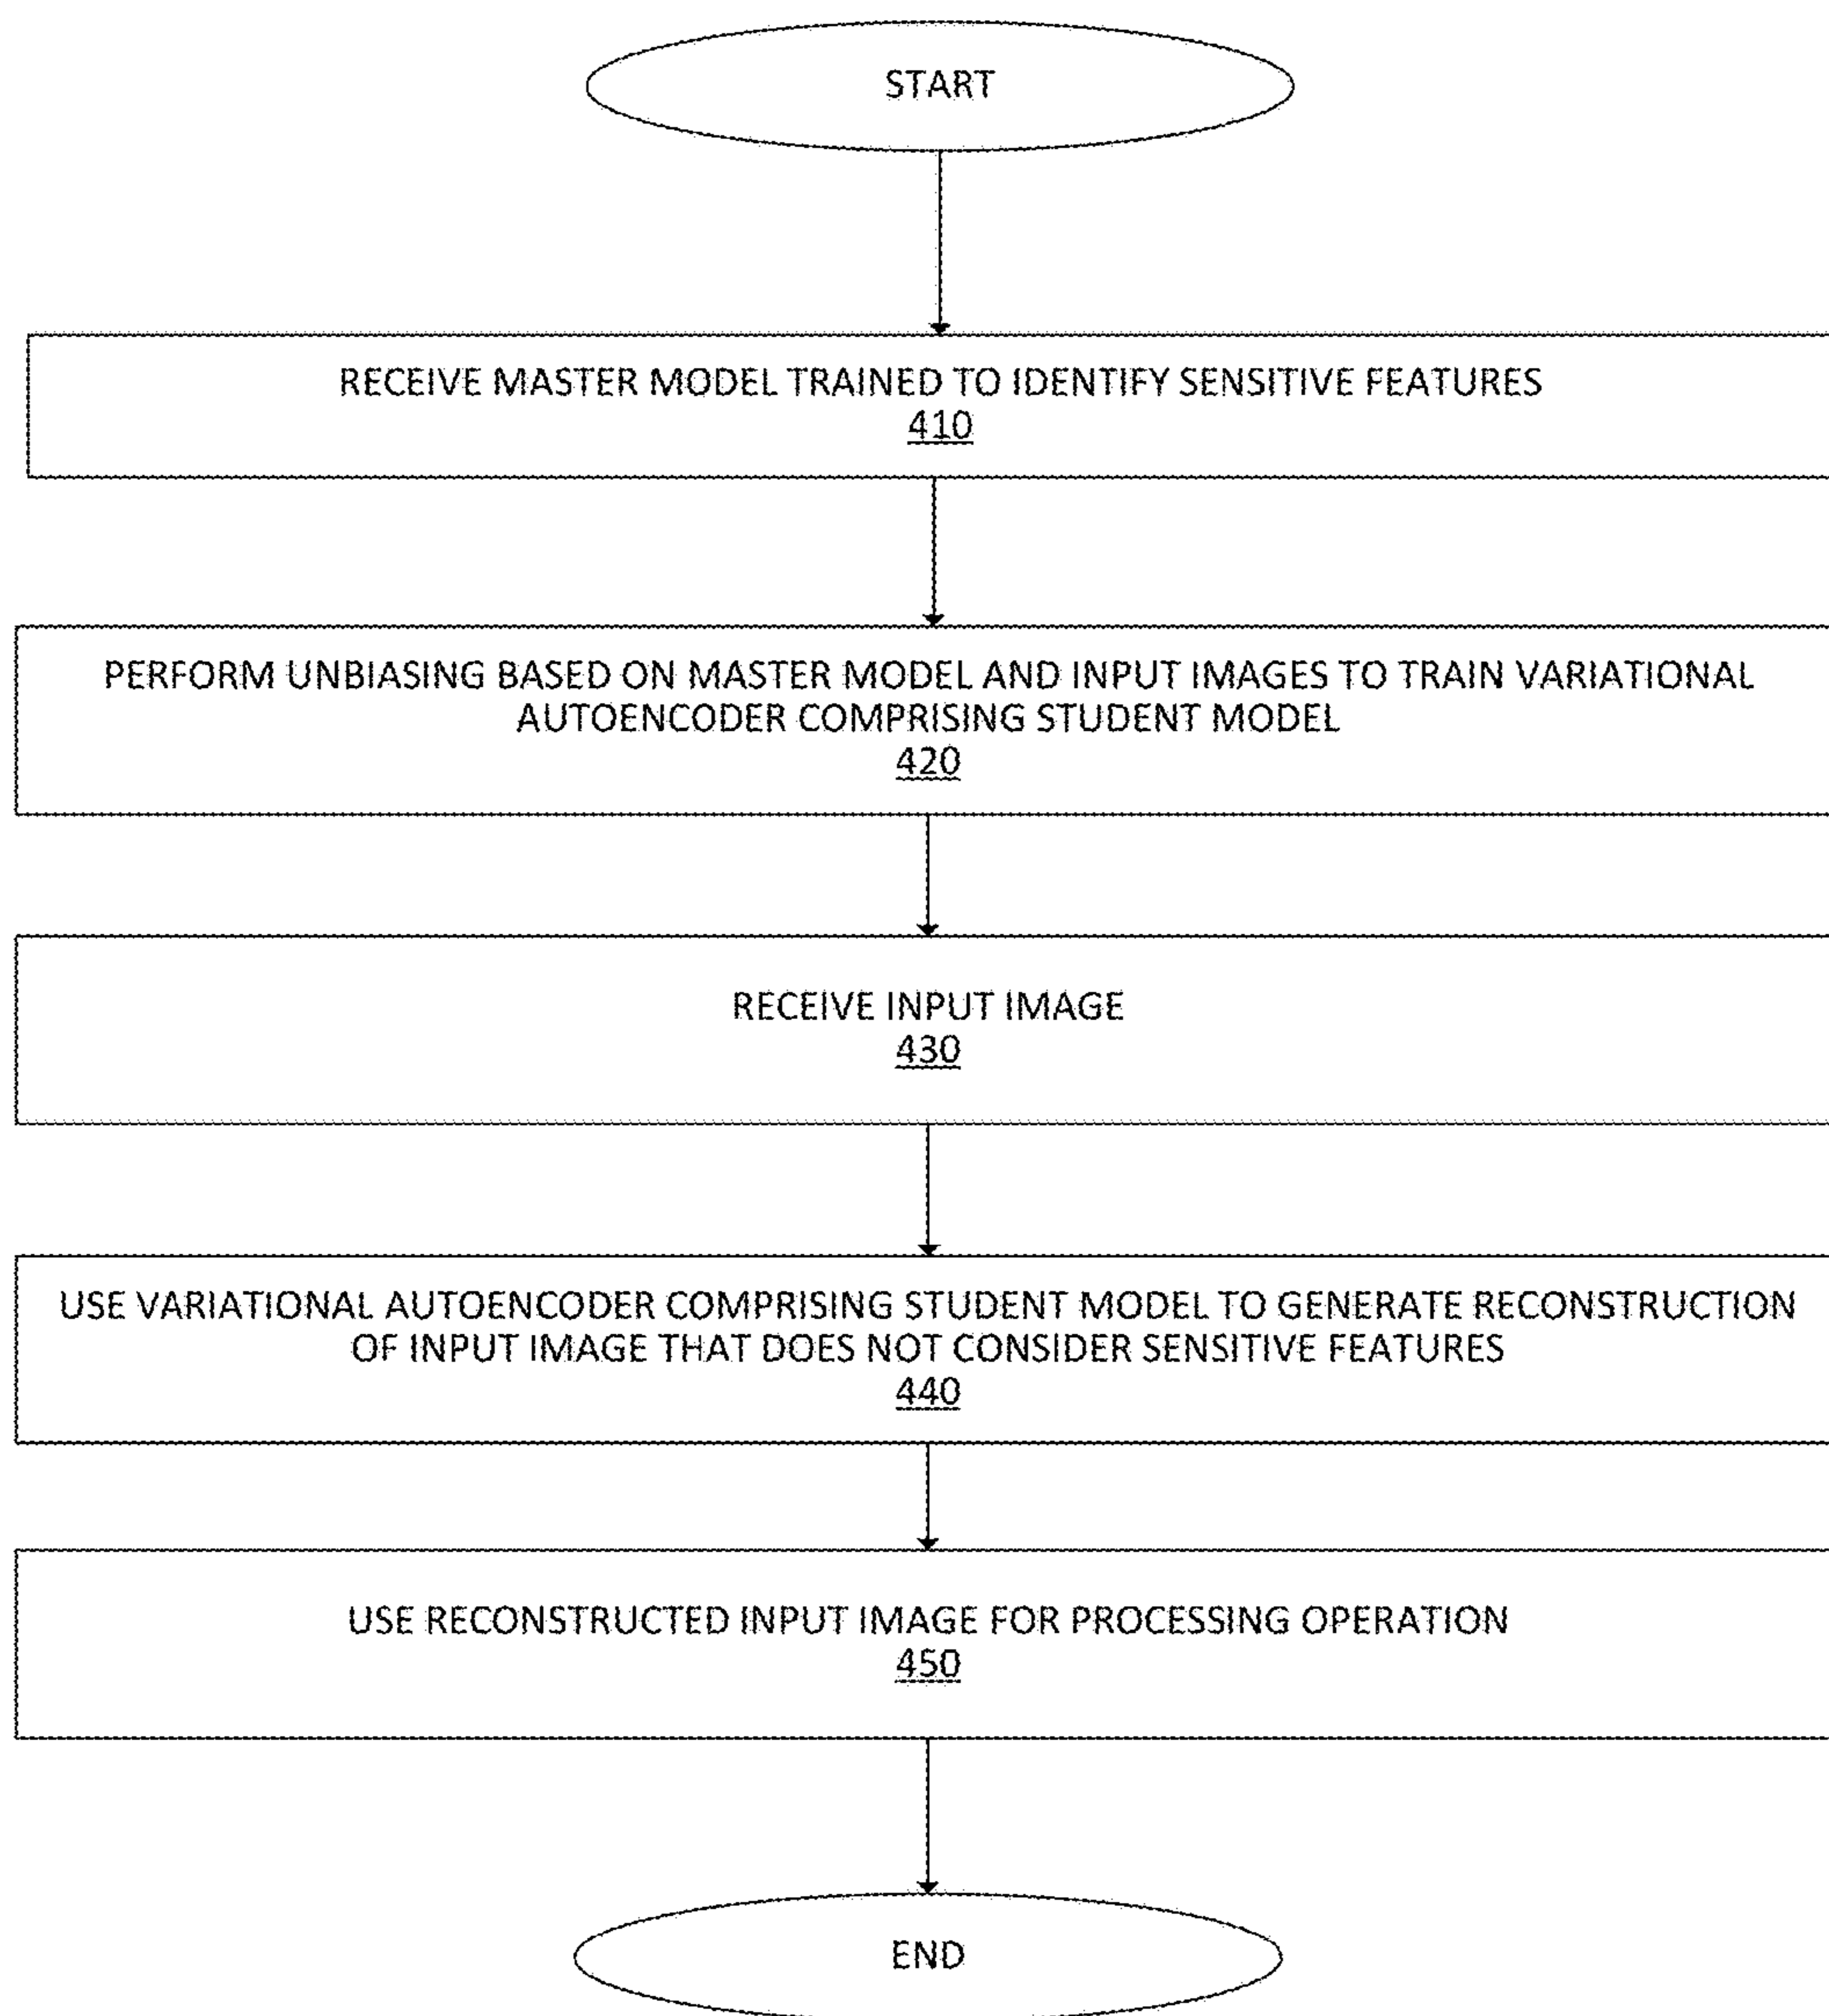 START
RECEIVE MASTER MODEL TRAINED TO IDENTIFY SENSITIVE FEATURES
410
PERFORM UNBIASING BASED ON MASTER MODEL AND INPUT IMAGES TO TRAIN VARIATIONAL
AUTOENCODER COMPRISING STUDENT MODEL
420
RECEIVE INPUT IMAGE
430
USE VARIATIONAL AUTOENCODER COMPRISING STUDENT MODEL TO GENERATE RECONSTRUCTION
OF INPUT IMAGE THAT DOES NOT CONSIDER SENSITIVE FEATURES
440
USE RECONSTRUCTED INPUT IMAGE FOR PROCESSING OPERATION
450
END